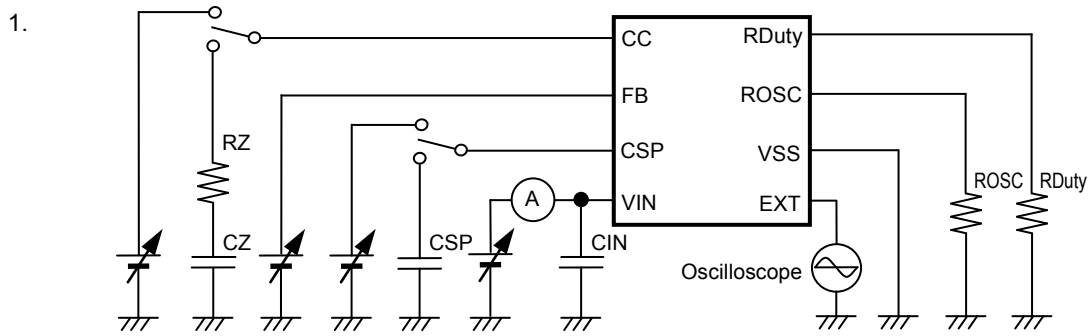 1.
CC
RDuty
FB
ROSC
RZ
CSP
VSS
ROSC
RDuty
A
VIN
EXT
CZ
CSP
CIN
Oscilloscope